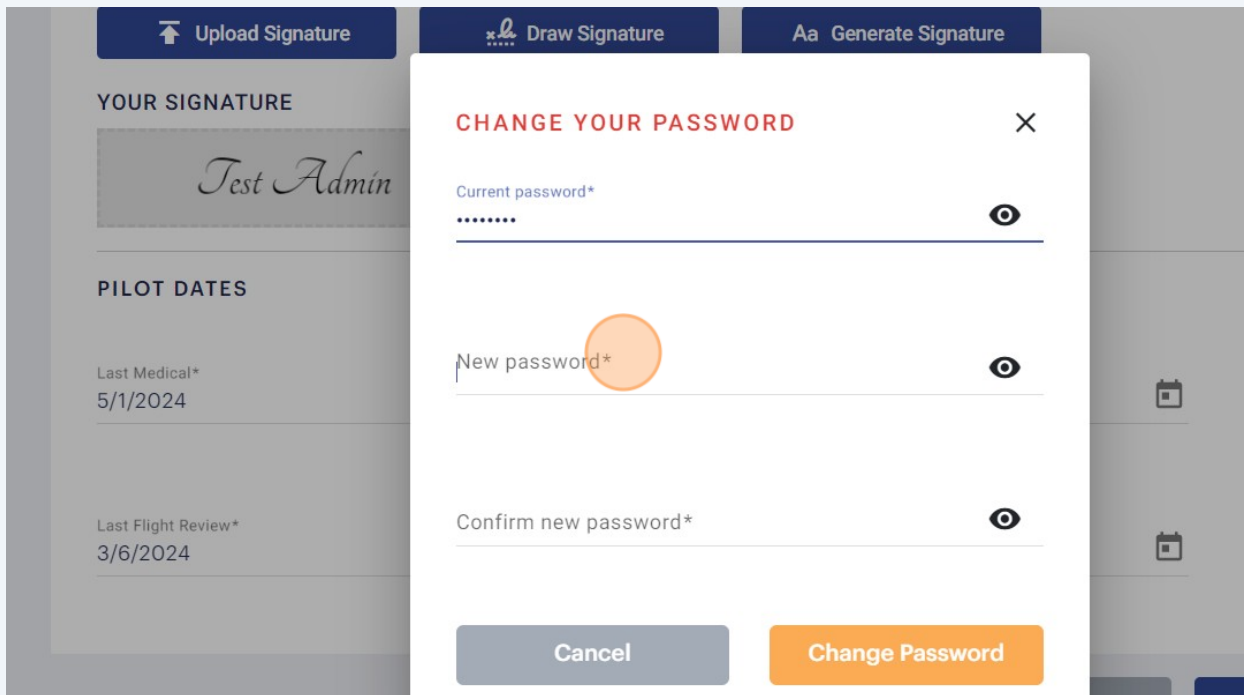 Upload Signature
Draw Signature
Aa Generate Signature
YOUR SIGNATURE
Test Admin
PILOT DATES
Last Medical*
5/1/2024
Last Flight Review*
3/6/2024
CHANGE YOUR PASSWORD
Current password*
••••••••
New password*
Confirm new password*
Cancel
Change Password